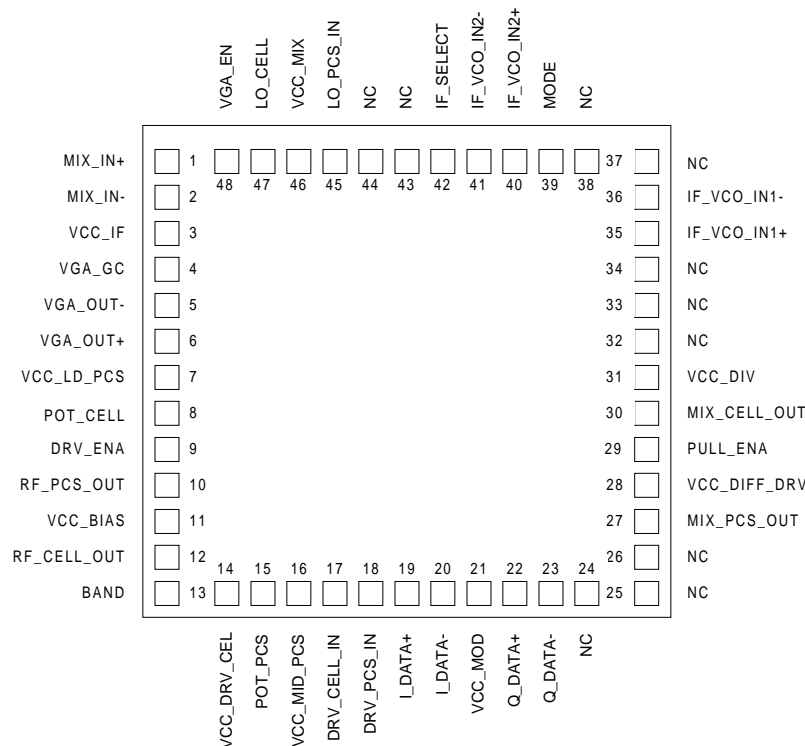 VGA_EN
LO_CELL
VCC_MIX
LO_PCS_IN
NC
NC
IF_SELECT
IF_VCO_IN2-
IF_VCO_IN2+
MODE
NC
48 47 46 45 44 43 42 41 40 39 38
MIX_IN+ 1
MIX_IN- 2
VCC_IF 3
VGA_GC 4
VGA_OUT- 5
VGA_OUT+ 6
VCC_LD_PCS 7
POT_CELL 8
DRV_ENA 9
RF_PCS_OUT 10
VCC_BIAS 11
RF_CELL_OUT 12
BAND 13
37 NC
36 IF_VCO_IN1-
35 IF_VCO_IN1+
34 NC
33 NC
32 NC
31 VCC_DIV
30 MIX_CELL_OUT
29 PULL_ENA
28 VCC_DIFF_DRV
27 MIX_PCS_OUT
26 NC
25 NC
14 15 16 17 18 19 20 21 22 23 24
VCC_DRV_CEL
POT_PCS
VCC_MID_PCS
DRV_CELL_IN
DRV_PCS_IN
I_DATA+
I_DATA-
VCC_MOD
Q_DATA+
Q_DATA-
NC